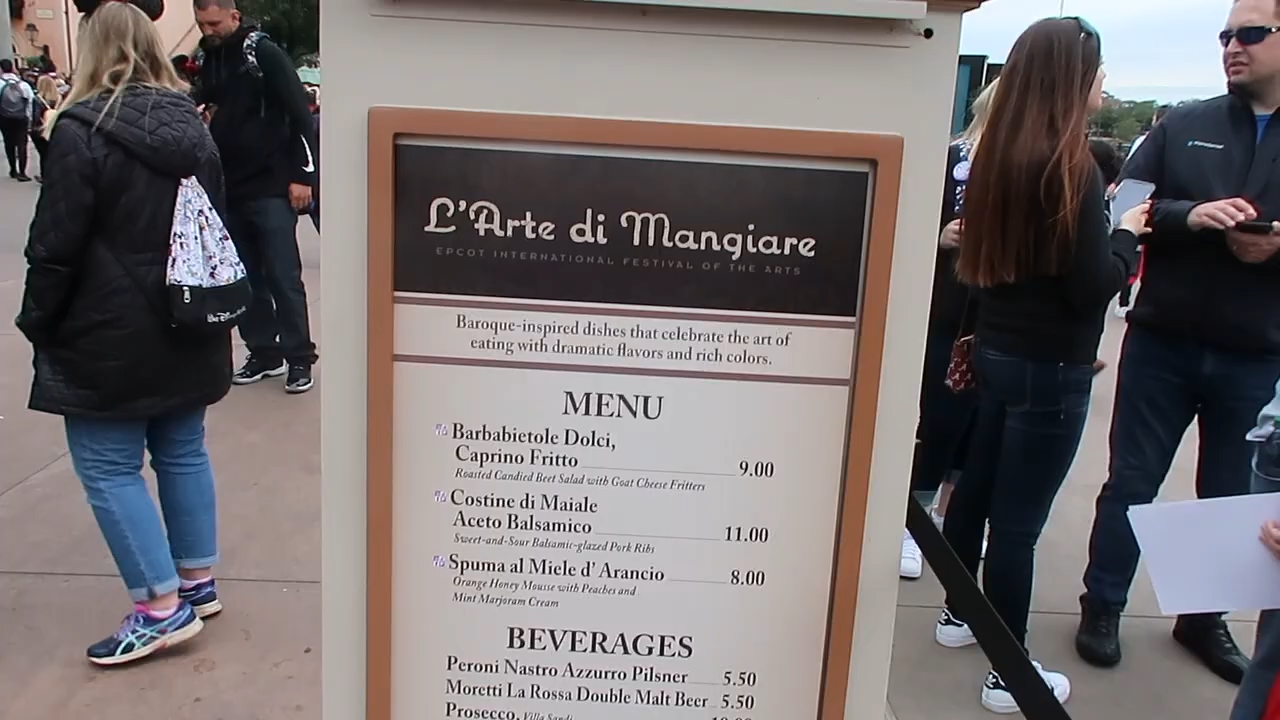 L'Arte di Mangiare
EPCOT INTERNATIONAL FESTIVAL OF THE ARTS
Baroque-inspired dishes that celebrate the art of
eating with dramatic flavors and rich colors.
MENU
Barbabietole Dolci,
Caprino Fritto 9.00
Roasted Candied Beet Salad with Goat Cheese Fritters
Costine di Maiale
Aceto Balsamico 11.00
Sweet-and-Sour Balsamic-glazed Pork Ribs
Spuma al Miele d' Arancio 8.00
Orange Honey Mousse with Peaches and
Mint Marjoram Cream
BEVERAGES
Peroni Nastro Azzurro Pilsner 5.50
Moretti La Rossa Double Malt Beer 5.50
Prosecco, Villa Sandi